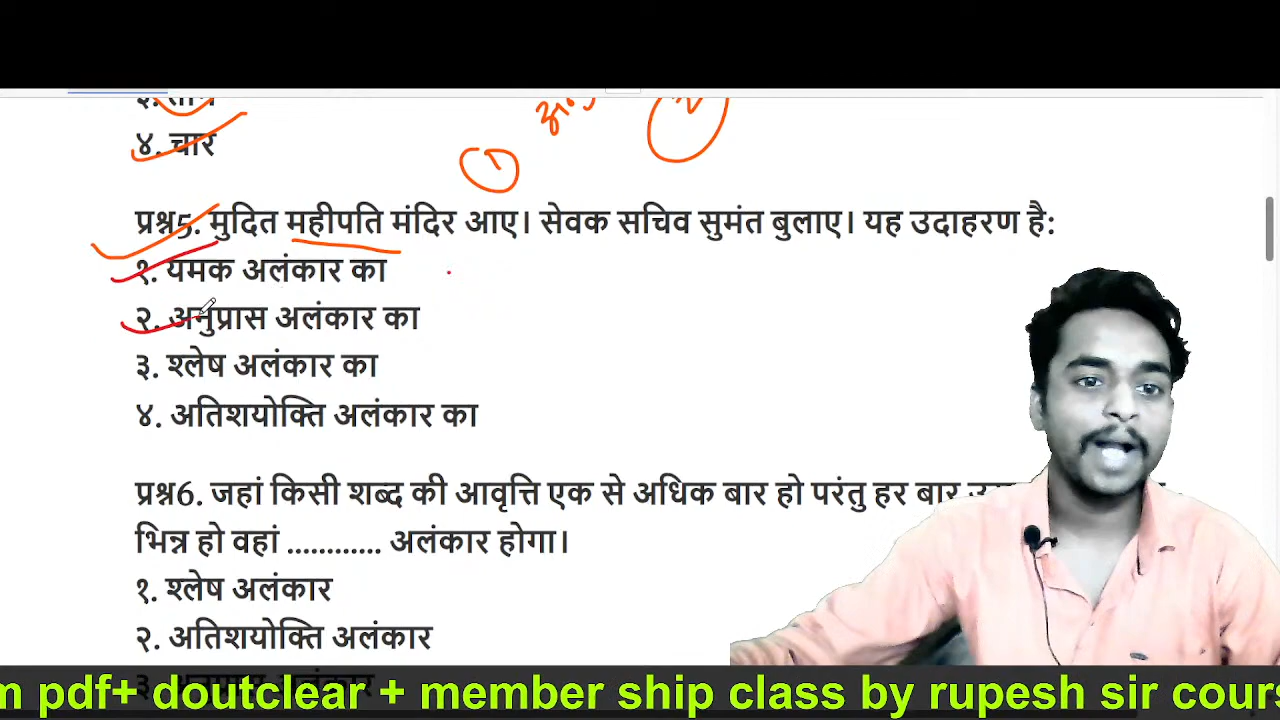 ४. चार
प्रश्न5. मुदित महीपति मंदिर आए। सेवक सचिव सुमंत बुलाए। यह उदाहरण है:
१. यमक अलंकार का
२. अनुप्रास अलंकार का
३. श्लेष अलंकार का
४. अतिशयोक्ति अलंकार का
प्रश्न6. जहां किसी शब्द की आवृत्ति एक से अधिक बार हो परंतु हर बार
भिन्न हो वहां ............ अलंकार होगा।
१. श्लेष अलंकार
२. अतिशयोक्ति अलंकार
pdf+ doutclear + member ship class by rupesh sir